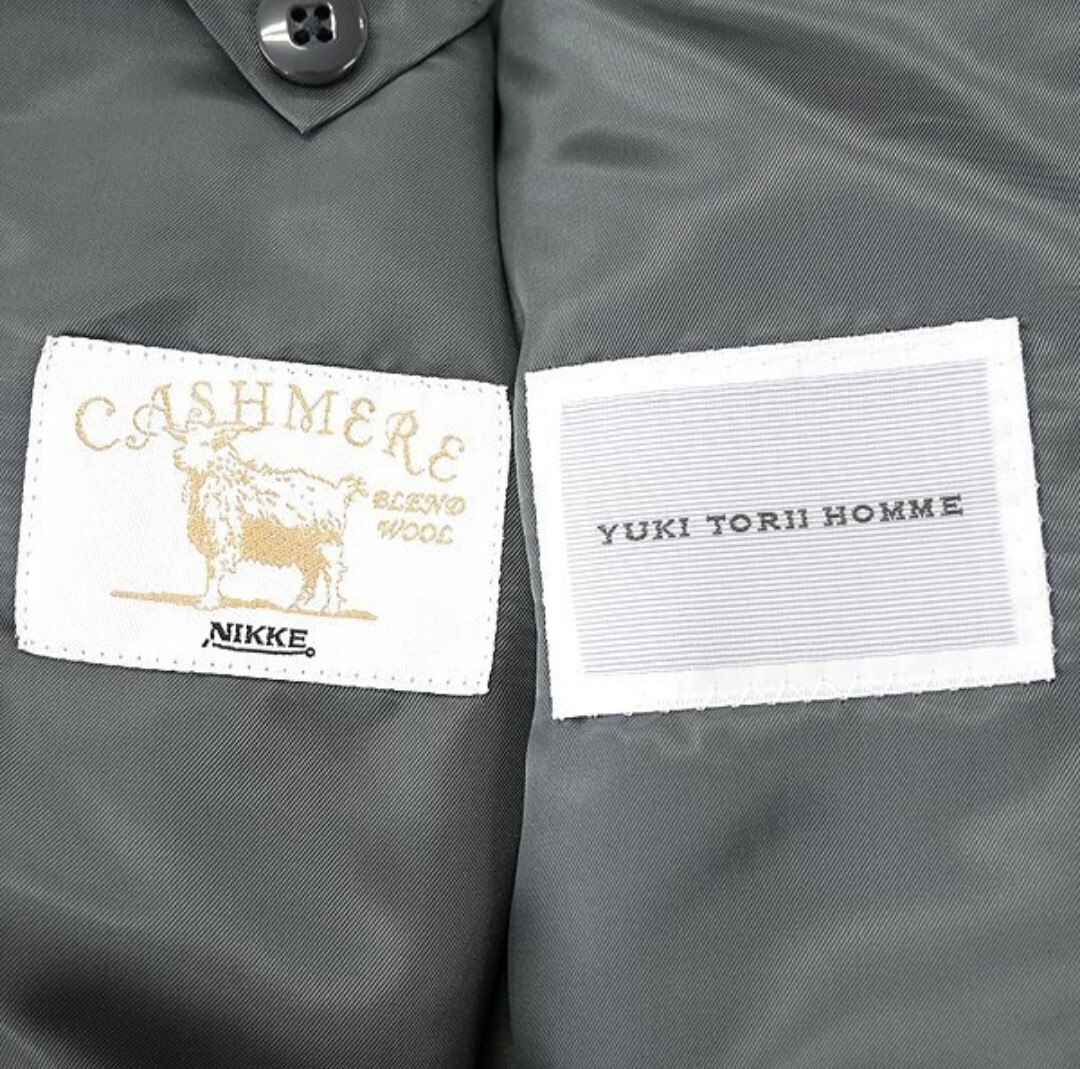 CASHMERE
BLEND
WOOL
NIKKE
YUKI TORII HOMME